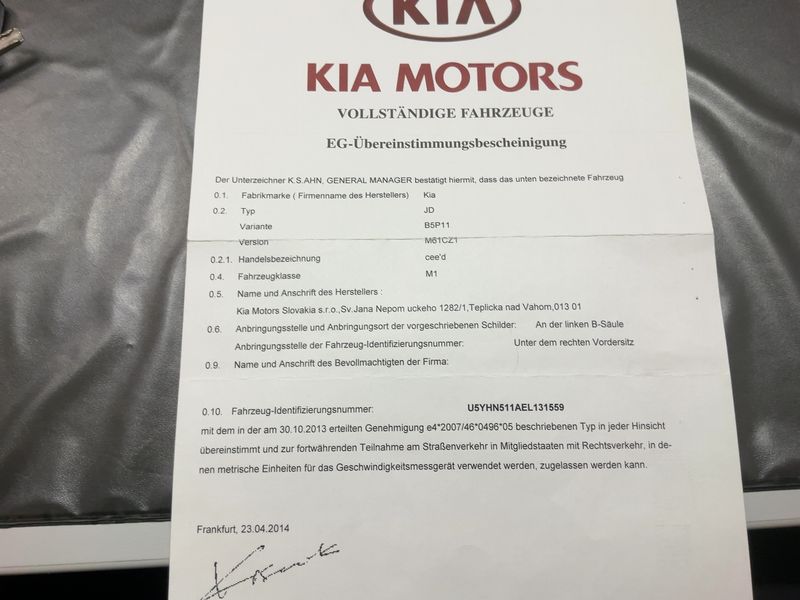 KIA
KIA MOTORS
VOLLSTÄNDIGE FAHRZEUGE
EG-Übereinstimmungsbescheinigung
Der Unterzeichner K.S.AHN, GENERAL MANAGER bestätigt hiermit, dass das unten bezeichnete Fahrzeug
0.1. Fabrikmarke ( Firmenname des Herstellers) Kia
0.2. Typ JD
Variante B5P11
Version M61CZ1
0.2.1. Handelsbezeichnung cee'd
0.4. Fahrzeugklasse M1
0.5. Name und Anschrift des Herstellers :
Kia Motors Slovakia s.r.o.,Sv.Jana Nepom uckeho 1282/1,Teplicka nad Vahom,013 01
0.6. Anbringungsstelle und Anbringungsort der vorgeschriebenen Schilder: An der linken B-Säule
Anbringungsstelle der Fahrzeug-Identifizierungsnummer: Unter dem rechten Vordersitz
0.9. Name und Anschrift des Bevollmachtigten der Firma:
0.10. Fahrzeug-Identifizierungsnummer: U5YHN511AEL131559
mit dem in der am 30.10.2013 erteilten Genehmigung e4*2007/46*0496*05 beschriebenen Typ in jeder Hinsicht
übereinstimmt und zur fortwährenden Teilnahme am Straßenverkehr in Mitgliedstaaten mit Rechtsverkehr, in de-
nen metrische Einheiten für das Geschwindigkeitsmessgerät verwendet werden, zugelassen werden kann.
Frankfurt, 23.04.2014